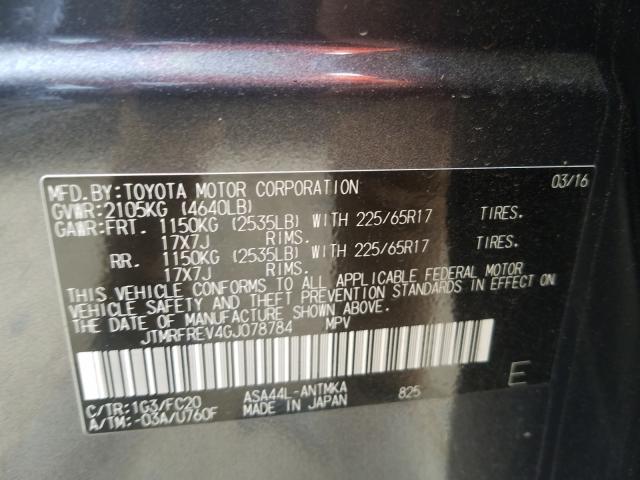 MFD.BY:TOYOTA MOTOR CORPORATION 03/16
GVWR:2105KG (4640LB)
GAWR:FRT. 1150KG (2535LB) WITH 225/65R17 TIRES.
17X7J RIMS.
RR. 1150KG (2535LB) WITH 225/65R17 TIRES.
17X7J RIMS.
THIS VEHICLE CONFORMS TO ALL APPLICABLE FEDERAL MOTOR
VEHICLE SAFETY AND THEFT PREVENTION STANDARDS IN EFFECT ON
THE DATE OF MANUFACTURE SHOWN ABOVE.
JTMRFREV4GJ078784 MPV
E
C/TR:1G3/FC20 ASA44L-ANTMKA 825
A/TM:-03A/U760F MADE IN JAPAN